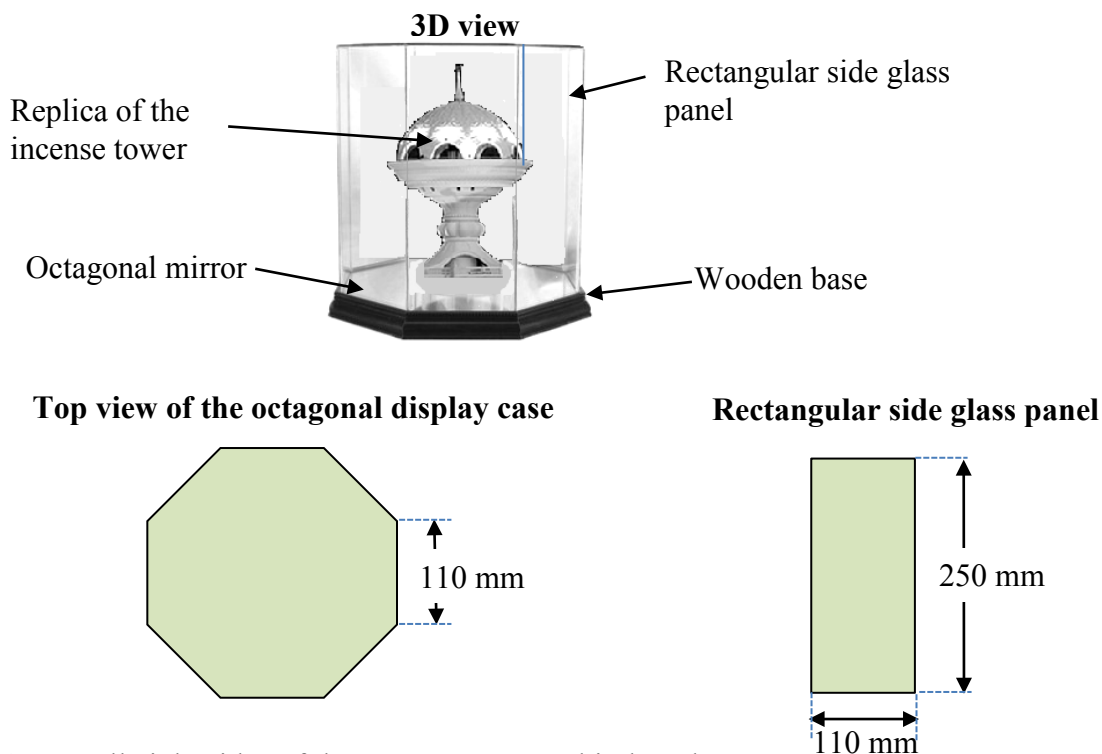 3D view
Rectangular side glass
panel
Replica of the
incense tower
Octagonal mirror
Wooden base
Top view of the octagonal display case
Rectangular side glass panel
110 mm
250 mm
110 mm